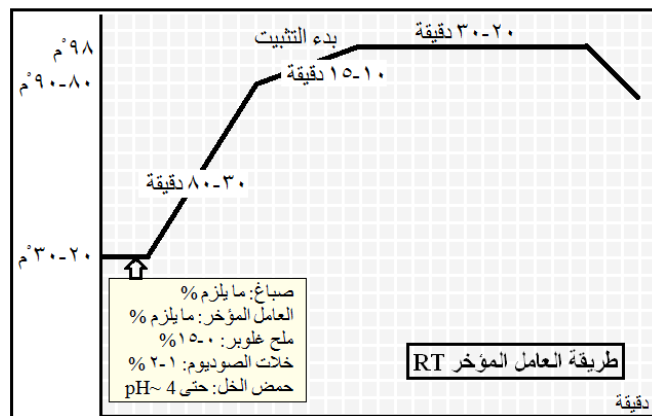 بدء التثبيت
٢٠-٣٠ دقيقة
٩٨ ْم
١٠-١٥ دقيقة
٨٠-٩٠ ْم
٣٠-٨٠ دقيقة
٢٠-٣٠ ْم
صباغ: ما يلزم %
العامل المؤخر: ما يلزم %
ملح غلوبر: ٠-١٥%
خلات الصوديوم: ١-٢ %
حمض الخل: حتى pH~ 4
طريقة العامل المؤخر RT
دقيقة